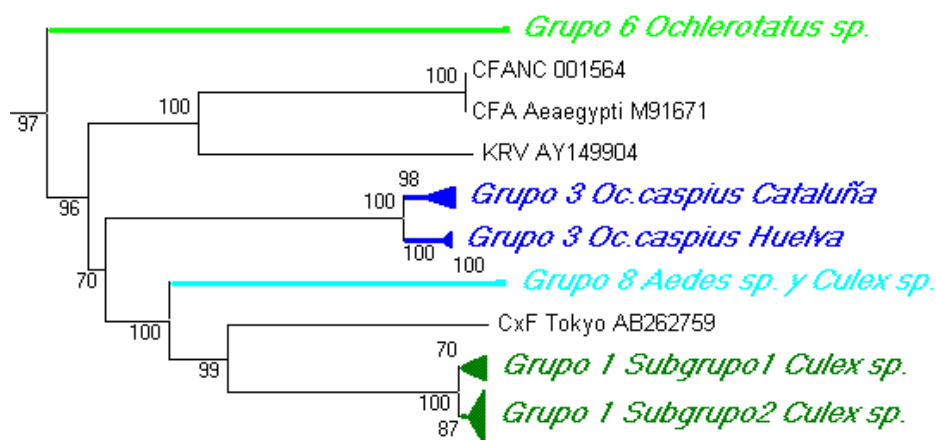 Grupo 6 Ochlerotatus sp.
CFANC 001564
100
CFA Aeaegypti M91671
100
97
KRV AY149904
98
Grupo 3 Oc.caspius Cataluña
100
96
Grupo 3 Oc.caspius Huelva
100
100
70
Grupo 8 Aedes sp. y Culex sp.
100
CxF Tokyo AB262759
70
99
Grupo 1 Subgrupo1 Culex sp.
100
Grupo 1 Subgrupo2 Culex sp.
87